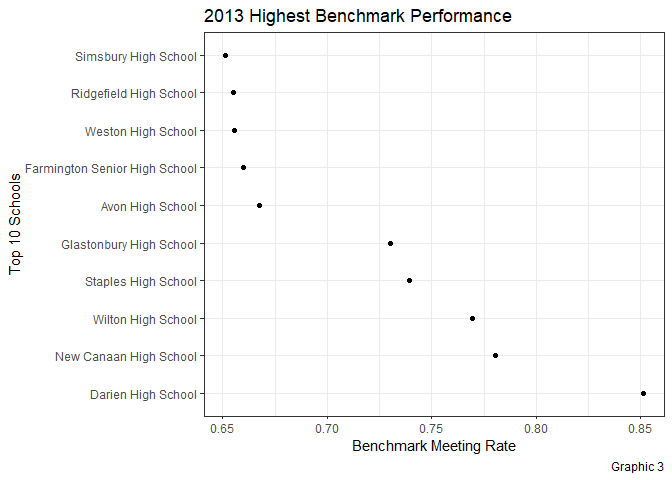 2013 Highest Benchmark Performance
Top 10 Schools
Simsbury High School
Ridgefield High School
Weston High School
Farmington Senior High School
Avon High School
Glastonbury High School
Staples High School
Wilton High School
New Canaan High School
Darien High School
0.65 0.70 0.75 0.80 0.85
Benchmark Meeting Rate
Graphic 3